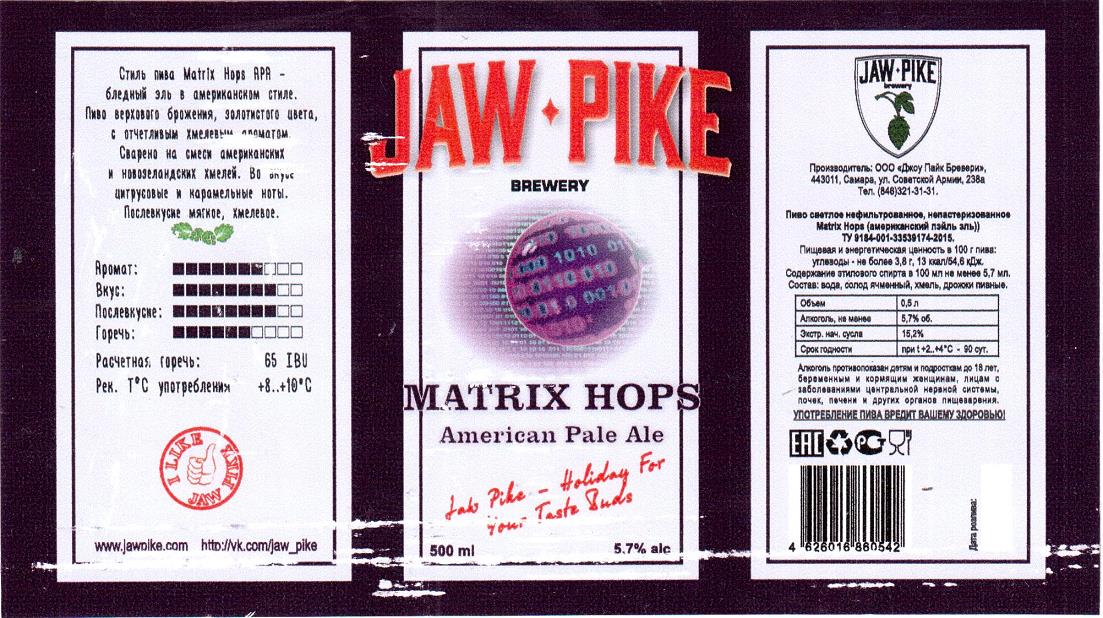 Стиль пива Matrix Hops APA -
бледный эль в американском стиле.
Пиво верхового брожения, золотистого цвета,
с отчетливым хмелевым ароматом.
Сварено на смеси американских
и новозеландских хмелей. Во вкусе
цитрусовые и карамельные ноты.
Послевкусие мягкое, хмелевое.
Аромат:
Вкус:
Послевкусие:
Горечь:
Расчетная горечь: 65 IBU
Рек. T°C употребления +8..+10°C
I LIKE JAW PIKE
www.jawpike.com http://vk.com/jaw_pike
JAW PIKE
BREWERY
000 1010 01
MATRIX HOPS
American Pale Ale
Jaw Pike - Holiday For
Your Taste Buds
500 ml 5.7% alc
JAW PIKE
brewery
Производитель: ООО «Джоу Пайк Бревери»,
443011, Самара, ул. Советской Армии, 238а
Тел. (846)321-31-31.
Пиво светлое нефильтрованное, непастеризованное
Matrix Hops (американский пэйль эль))
ТУ 9184-001-33539174-2015.
Пищевая и энергетическая ценность в 100 г пива:
углеводы - не более 3,8 г, 13 ккал/54,6 кДж.
Содержание этилового спирта в 100 мл не менее 5,7 мл.
Состав: вода, солод ячменный, хмель, дрожжи пивные.
Объем 0,5 л
Алкоголь, не менее 5,7% об.
Экстр. нач. сусла 15,2%
Срок годности при t +2..+4°C - 90 сут.
Алкоголь противопоказан детям и подросткам до 18 лет,
беременным и кормящим женщинам, лицам с
заболеваниями центральной нервной системы,
почек, печени и других органов пищеварения.
УПОТРЕБЛЕНИЕ ПИВА ВРЕДИТ ВАШЕМУ ЗДОРОВЬЮ!
EAC
4 626016 860542
Дата розлива: